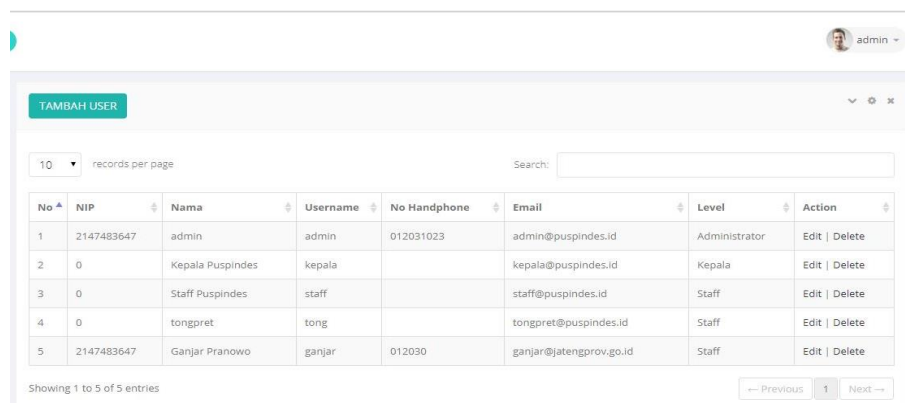 admin
TAMBAH USER
10 records per page Search:
No NIP Nama Username No Handphone Email Level Action
1 2147483647 admin admin 012031023 admin@puspindes.id Administrator Edit | Delete
2 0 Kepala Puspindes kepala kepala@puspindes.id Kepala Edit | Delete
3 0 Staff Puspindes staff staff@puspindes.id Staff Edit | Delete
4 0 tongpret tong tongpret@puspindes.id Staff Edit | Delete
5 2147483647 Ganjar Pranowo ganjar 012030 ganjar@jatengprov.go.id Staff Edit | Delete
Showing 1 to 5 of 5 entries ← Previous 1 Next →